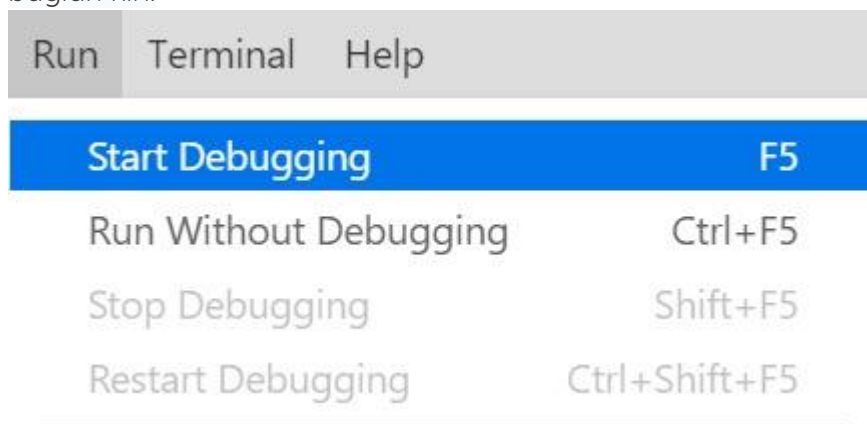 Run Terminal Help
Start Debugging F5
Run Without Debugging Ctrl+F5
Stop Debugging Shift+F5
Restart Debugging Ctrl+Shift+F5